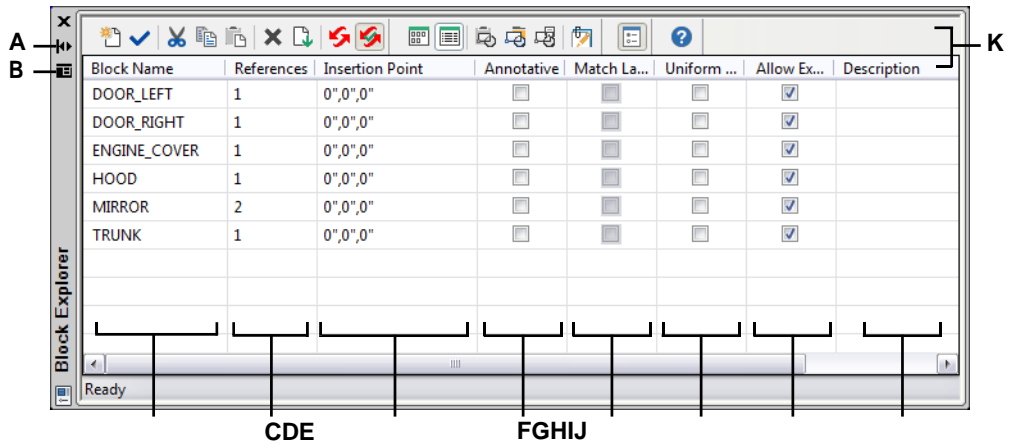 A
B
K
Block Name References Insertion Point Annotative Match La... Uniform ... Allow Ex... Description
DOOR_LEFT 1 0",0",0"
DOOR_RIGHT 1 0",0",0"
ENGINE_COVER 1 0",0",0"
HOOD 1 0",0",0"
MIRROR 2 0",0",0"
TRUNK 1 0",0",0"
Block Explorer
Ready
CDE FGHIJ